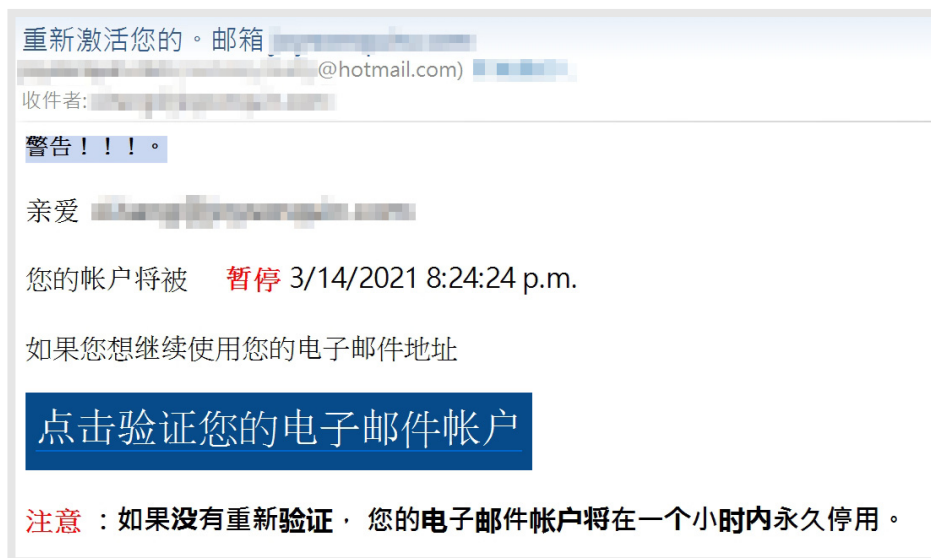 重新激活您的。邮箱
@hotmail.com)
收件者:
警告！！！。
亲爱
您的帐户将被 暂停 3/14/2021 8:24:24 p.m.
如果您想继续使用您的电子邮件地址
点击验证您的电子邮件帐户
注意 ：如果没有重新验证， 您的电子邮件帐户将在一个小时内永久停用。